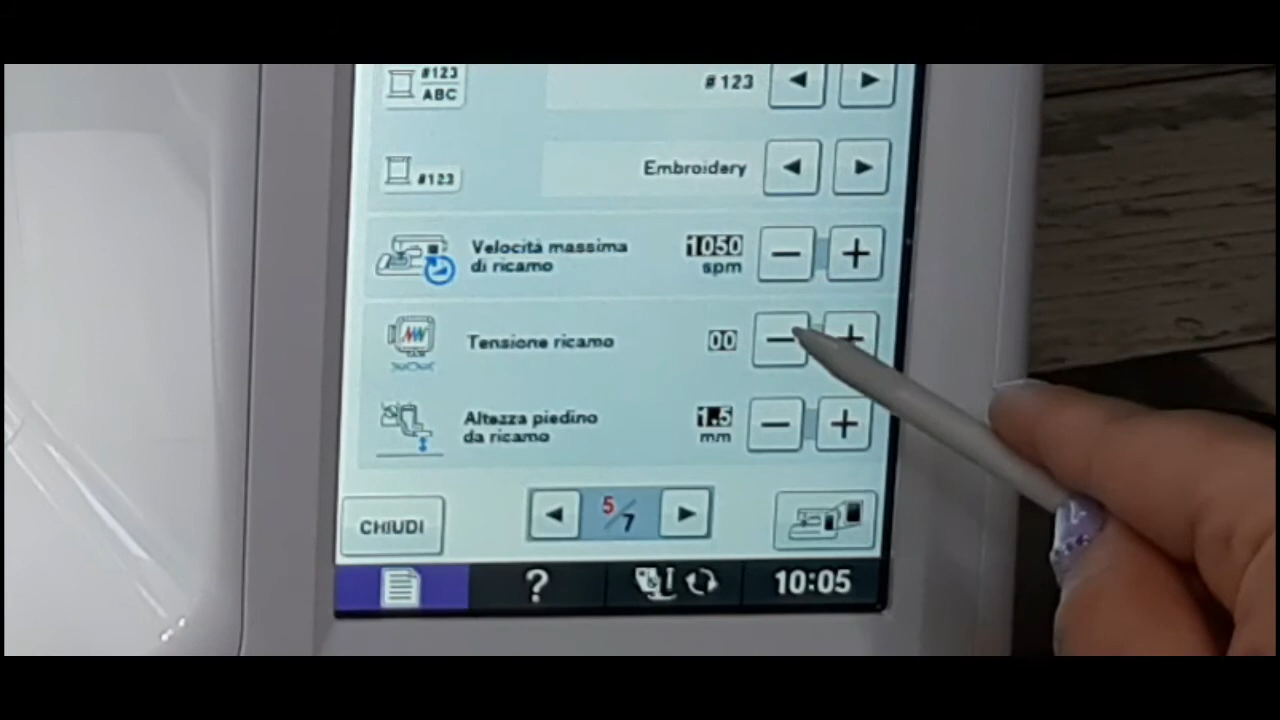 #123
ABC
#123
#123
Embroidery
Velocità massima
di ricamo
1050
spm
Tensione ricamo
00
Altezza piedino
da ricamo
1.5
mm
CHIUDI
5/7
?
10:05